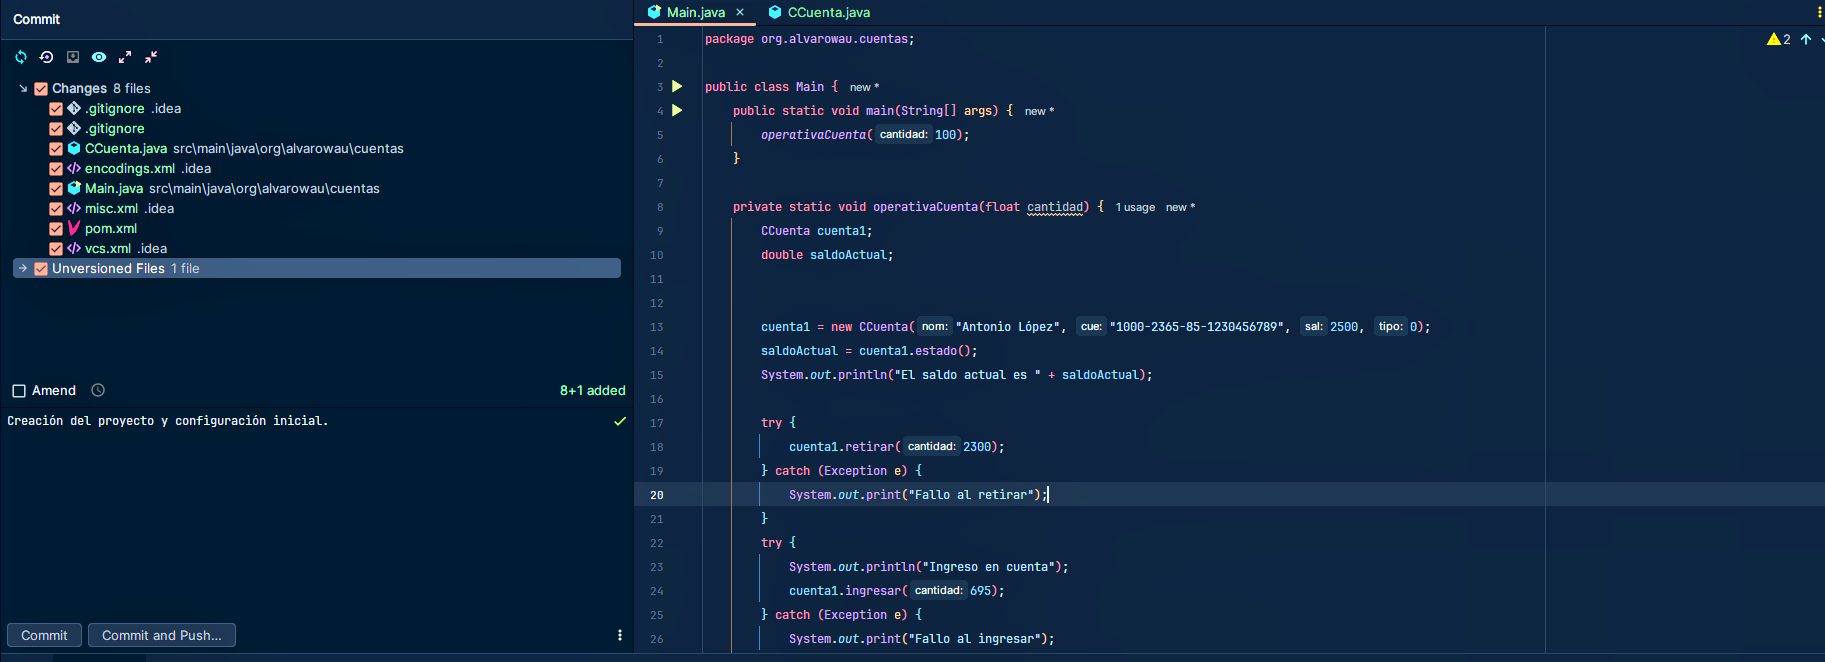 Commit
Changes 8 files
.gitignore .idea
.gitignore
CCuenta.java src\main\java\org\alvarowau\cuentas
encodings.xml .idea
Main.java src\main\java\org\alvarowau\cuentas
misc.xml .idea
pom.xml
vcs.xml .idea
Unversioned Files 1 file
Amend
8+1 added
Creación del proyecto y configuración inicial.
Commit
Commit and Push...
Main.java
CCuenta.java
2
1 package org.alvarowau.cuentas;
2
3 public class Main { new *
4 public static void main(String[] args) { new *
5 operativaCuenta( cantidad: 100);
6 }
7
8 private static void operativaCuenta(float cantidad) { 1 usage new *
9 CCuenta cuenta1;
10 double saldoActual;
11
12
13 cuenta1 = new CCuenta( nom: "Antonio López", cue: "1000-2365-85-1230456789", sal: 2500, tipo: 0);
14 saldoActual = cuenta1.estado();
15 System.out.println("El saldo actual es " + saldoActual);
16
17 try {
18 cuenta1.retirar( cantidad: 2300);
19 } catch (Exception e) {
20 System.out.print("Fallo al retirar");
21 }
22 try {
23 System.out.println("Ingreso en cuenta");
24 cuenta1.ingresar( cantidad: 695);
25 } catch (Exception e) {
26 System.out.print("Fallo al ingresar");